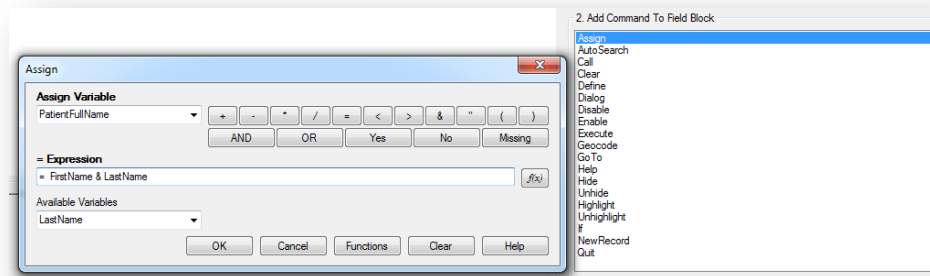 2. Add Command To Field Block
Assign
AutoSearch
Call
Clear
Define
Dialog
Disable
Enable
Execute
Geocode
GoTo
Help
Hide
Unhide
Highlight
Unhighlight
If
NewRecord
Quit
Assign
Assign Variable
PatientFullName
+ - * / = < > & " ( )
AND OR Yes No Missing
= Expression
= FirstName & LastName
f(x)
Available Variables
LastName
OK Cancel Functions Clear Help